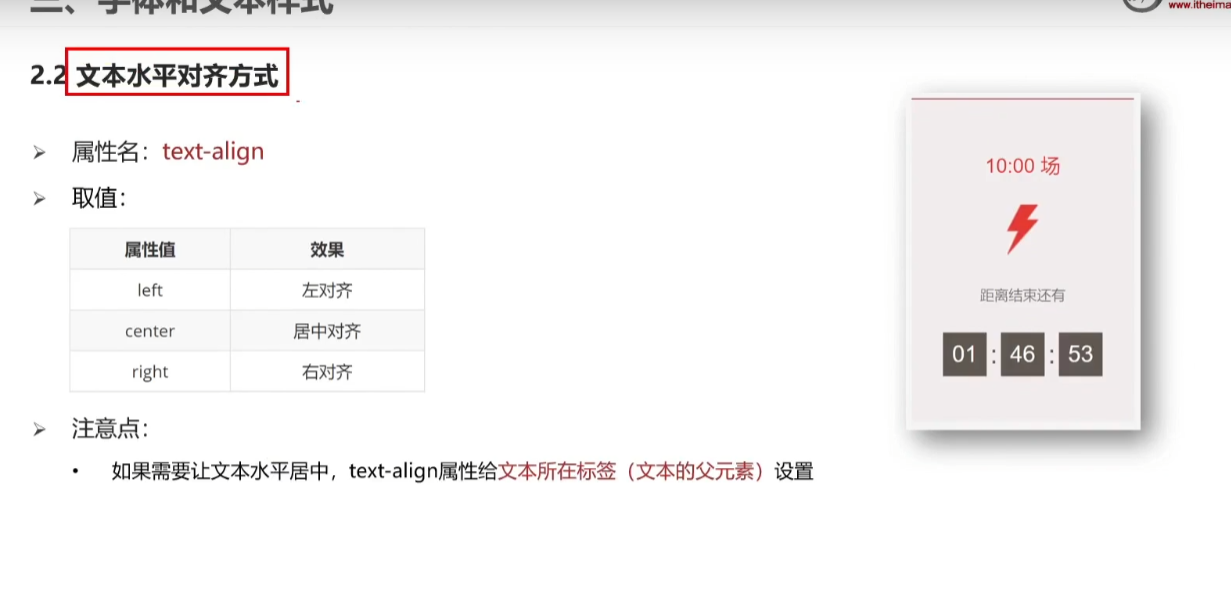 二、字体和文本样式
www.itheima
2.2 文本水平对齐方式
属性名：text-align
取值：
属性值 效果
left 左对齐
center 居中对齐
right 右对齐
注意点：
• 如果需要让文本水平居中，text-align属性给文本所在标签（文本的父元素）设置
10:00 场
距离结束还有
01 : 46 : 53